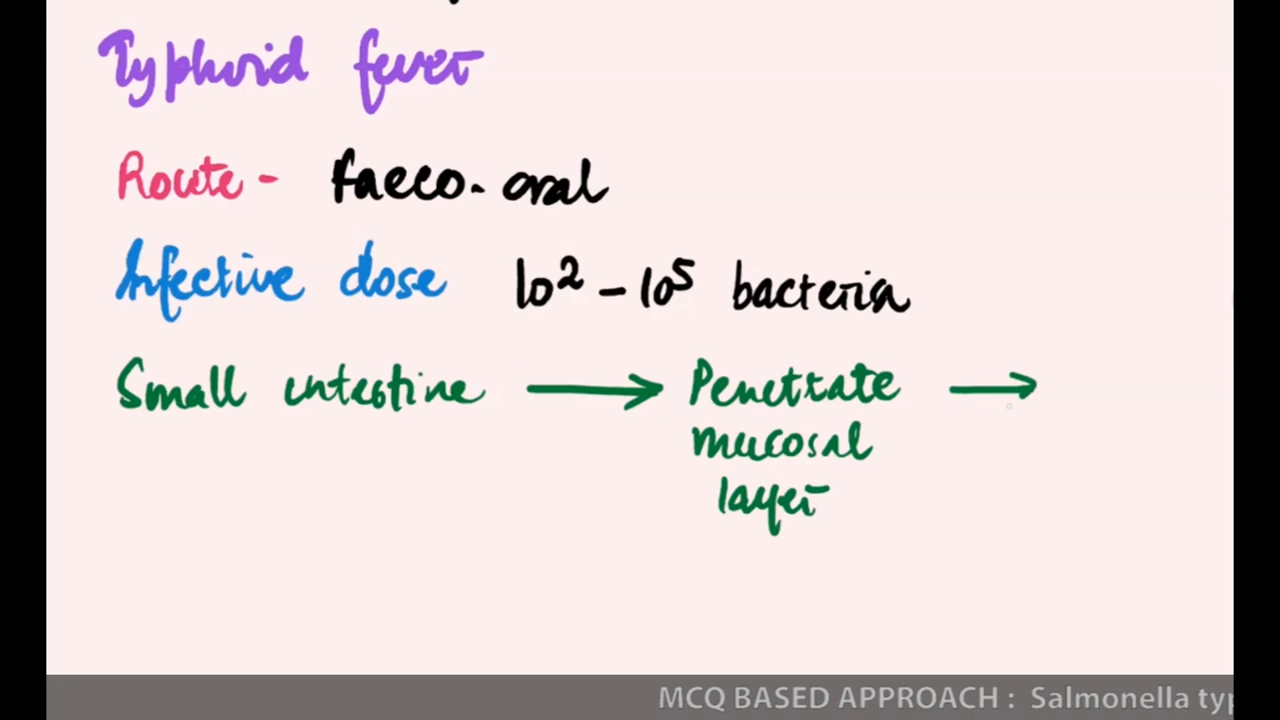 Typhoid fever
Route - faeco-oral
Infective dose 10² - 10⁵ bacteria
Small intestine → Penetrate →
mucosal
layer
MCQ BASED APPROACH : Salmonella typ